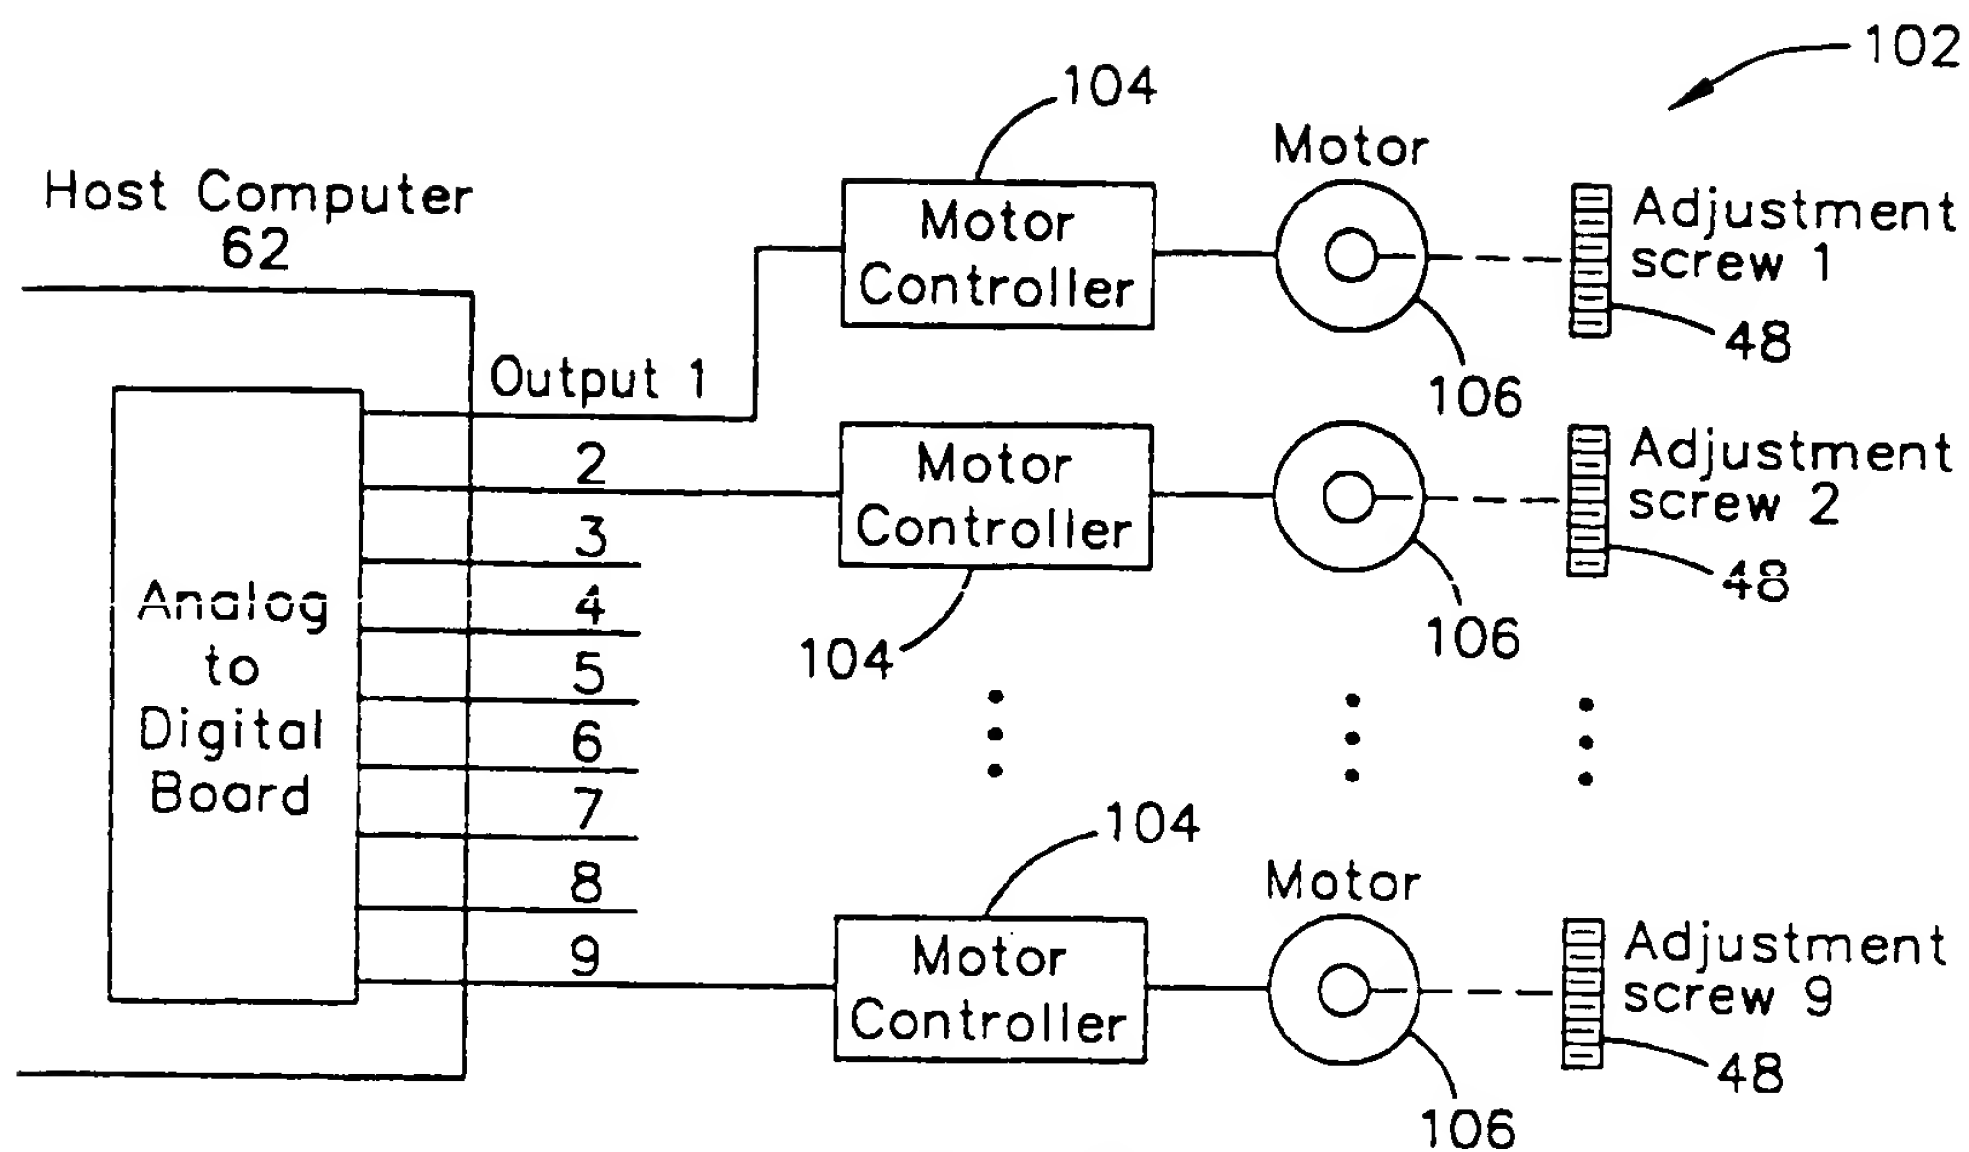 102
104
Motor
Host Computer
62
Motor
Controller
Adjustment
screw 1
48
106
Output 1
2
3
4
5
6
7
8
9
Analog
to
Digital
Board
Motor
Controller
104
106
Adjustment
screw 2
48
104
Motor
Motor
Controller
Adjustment
screw 9
48
106